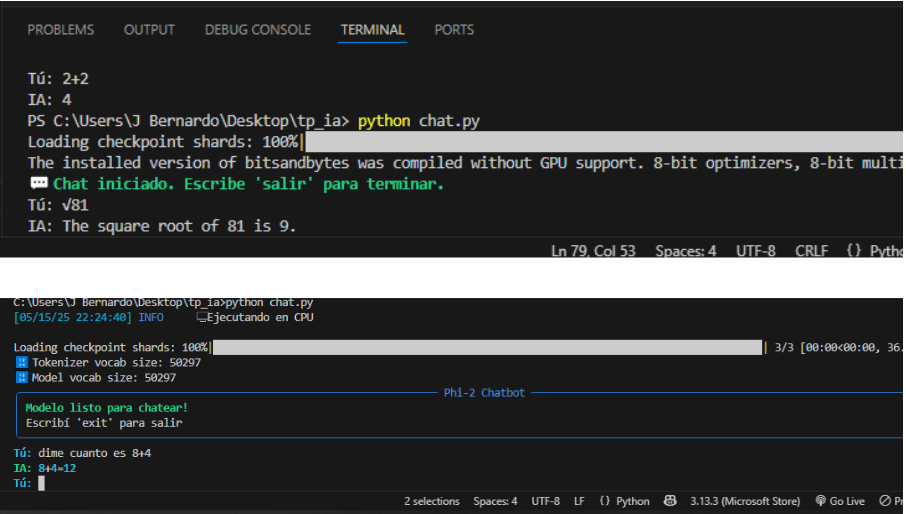 PROBLEMS OUTPUT DEBUG CONSOLE TERMINAL PORTS
Tú: 2+2
IA: 4
PS C:\Users\J Bernardo\Desktop\tp_ia> python chat.py
Loading checkpoint shards: 100%|
The installed version of bitsandbytes was compiled without GPU support. 8-bit optimizers, 8-bit multi
Chat iniciado. Escribe 'salir' para terminar.
Tú: √81
IA: The square root of 81 is 9.
Ln 79, Col 53 Spaces: 4 UTF-8 CRLF {} Pytho
C:\Users\J Bernardo\Desktop\tp_ia>python chat.py
[05/15/25 22:24:40] INFO Ejecutando en CPU
Loading checkpoint shards: 100%| | 3/3 [00:00<00:00, 36.
Tokenizer vocab size: 50297
Model vocab size: 50297
Phi-2 Chatbot
Modelo listo para chatear!
Escribí 'exit' para salir
Tú: dime cuanto es 8+4
IA: 8+4=12
Tú:
2 selections Spaces: 4 UTF-8 LF {} Python 3.13.3 (Microsoft Store) Go Live Pr